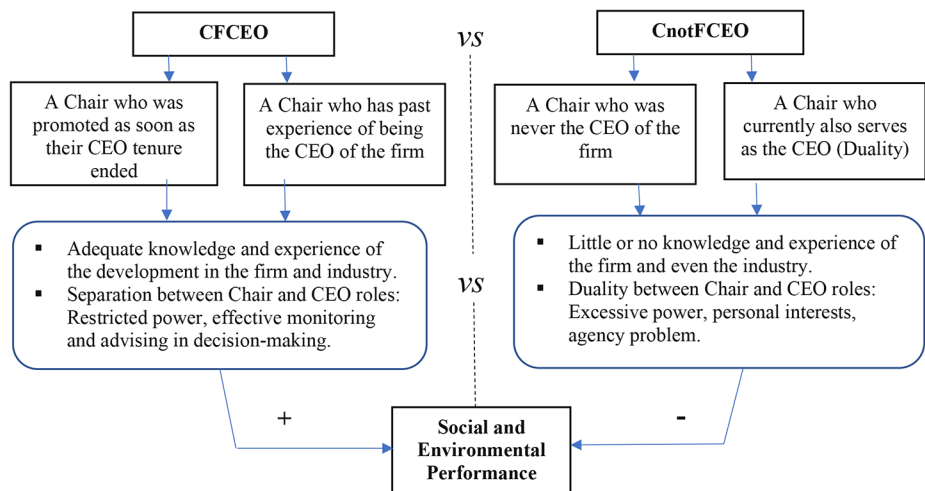 CFCEO
vs
CnotFCEO
A Chair who was
promoted as soon as
their CEO tenure
ended
A Chair who has past
experience of being
the CEO of the firm
A Chair who was
never the CEO of the
firm
A Chair who
currently also serves
as the CEO (Duality)
▪ Adequate knowledge and experience of
the development in the firm and industry.
▪ Separation between Chair and CEO roles:
Restricted power, effective monitoring
and advising in decision-making.
vs
▪ Little or no knowledge and experience of
the firm and even the industry.
▪ Duality between Chair and CEO roles:
Excessive power, personal interests,
agency problem.
+
-
Social and
Environmental
Performance